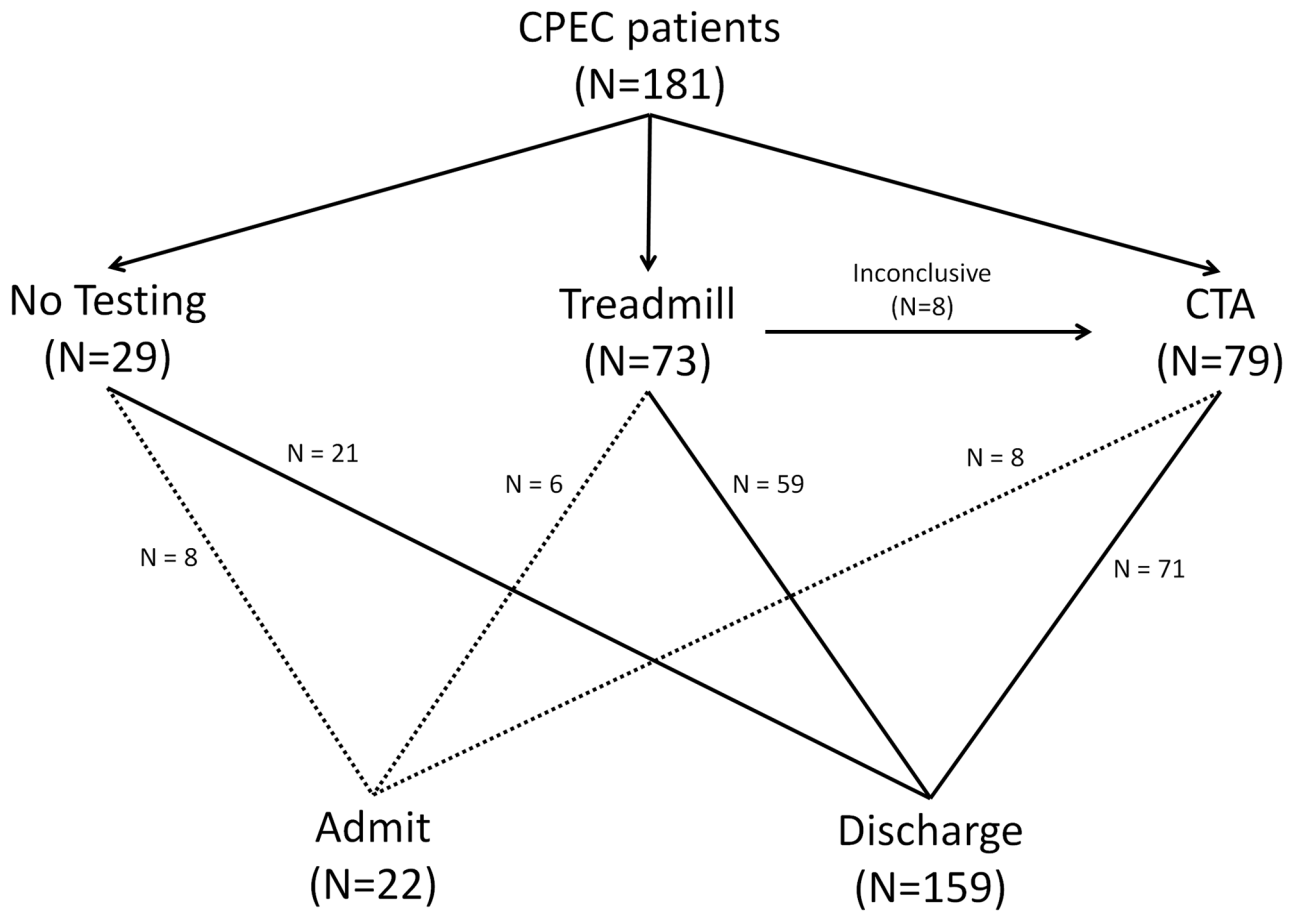 CPEC patients
(N=181)
No Testing
(N=29)
Treadmill
(N=73)
Inconclusive
(N=8)
CTA
(N=79)
N = 21
N = 8
N = 6
N = 59
N = 8
N = 71
Admit
(N=22)
Discharge
(N=159)